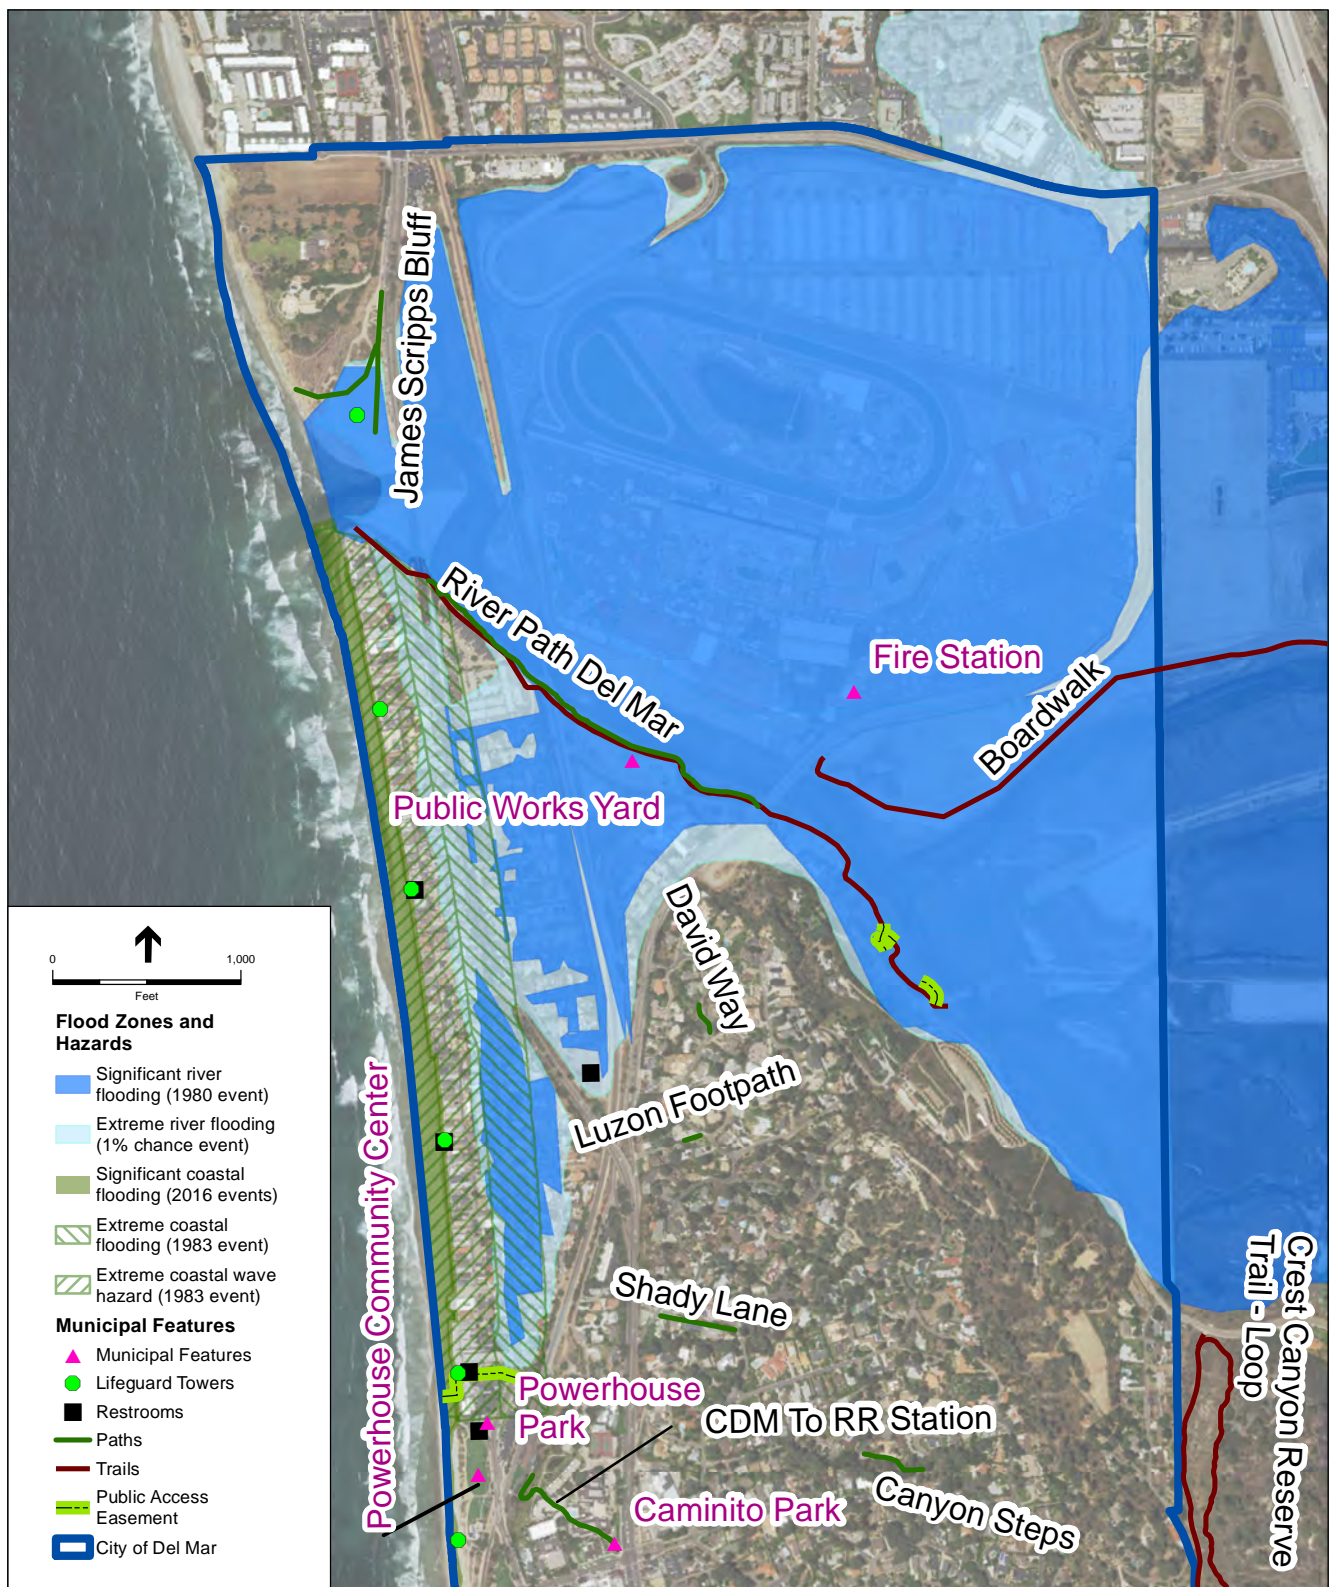 James Scripps Bluff
River Path Del Mar
Fire Station
Boardwalk
Public Works Yard
David Way
Luzon Footpath
Powerhouse Community Center
Shady Lane
Crest Canyon Reserve
Trail - Loop
Powerhouse
Park
CDM To RR Station
Canyon Steps
Caminito Park
0 1,000
Feet
Flood Zones and
Hazards
Significant river
flooding (1980 event)
Extreme river flooding
(1% chance event)
Significant coastal
flooding (2016 events)
Extreme coastal
flooding (1983 event)
Extreme coastal wave
hazard (1983 event)
Municipal Features
Municipal Features
Lifeguard Towers
Restrooms
Paths
Trails
Public Access
Easement
City of Del Mar